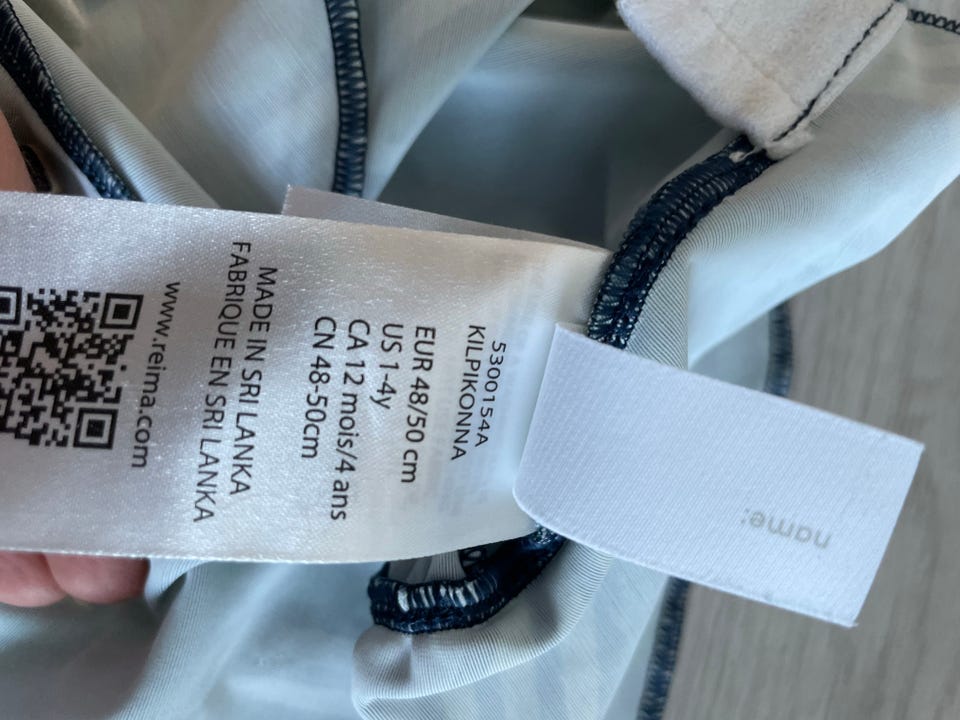 5300154A
KILPIKONNA
EUR 48/50 cm
US 1-4y
CA 12 mois/4 ans
CN 48-50cm
MADE IN SRI LANKA
FABRIQUE EN SRI LANKA
www.reima.com
name: